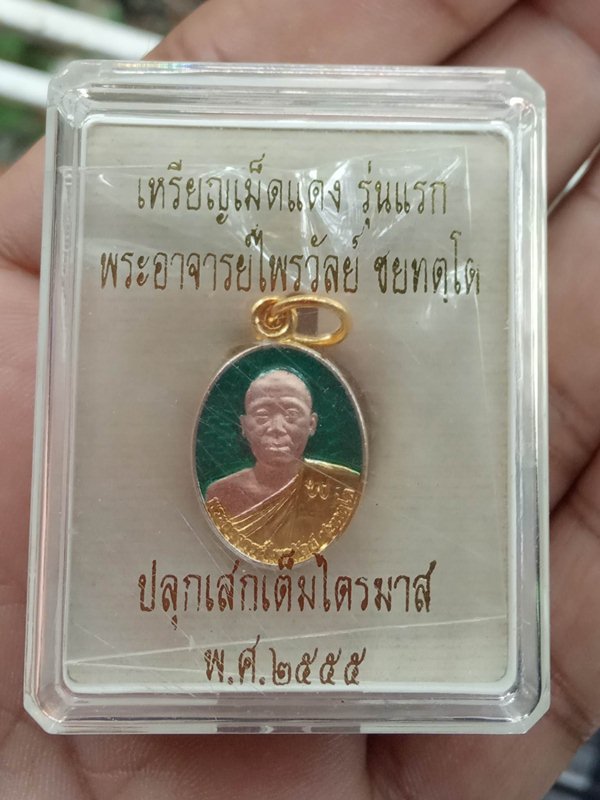 เหรียญเม็ดแตง รุ่นแรก
พระอาจารย์ไพรวัลย์ ชยทตฺโต
ปลุกเสกเต็มไตรมาส
พ.ศ.๒๕๕๕